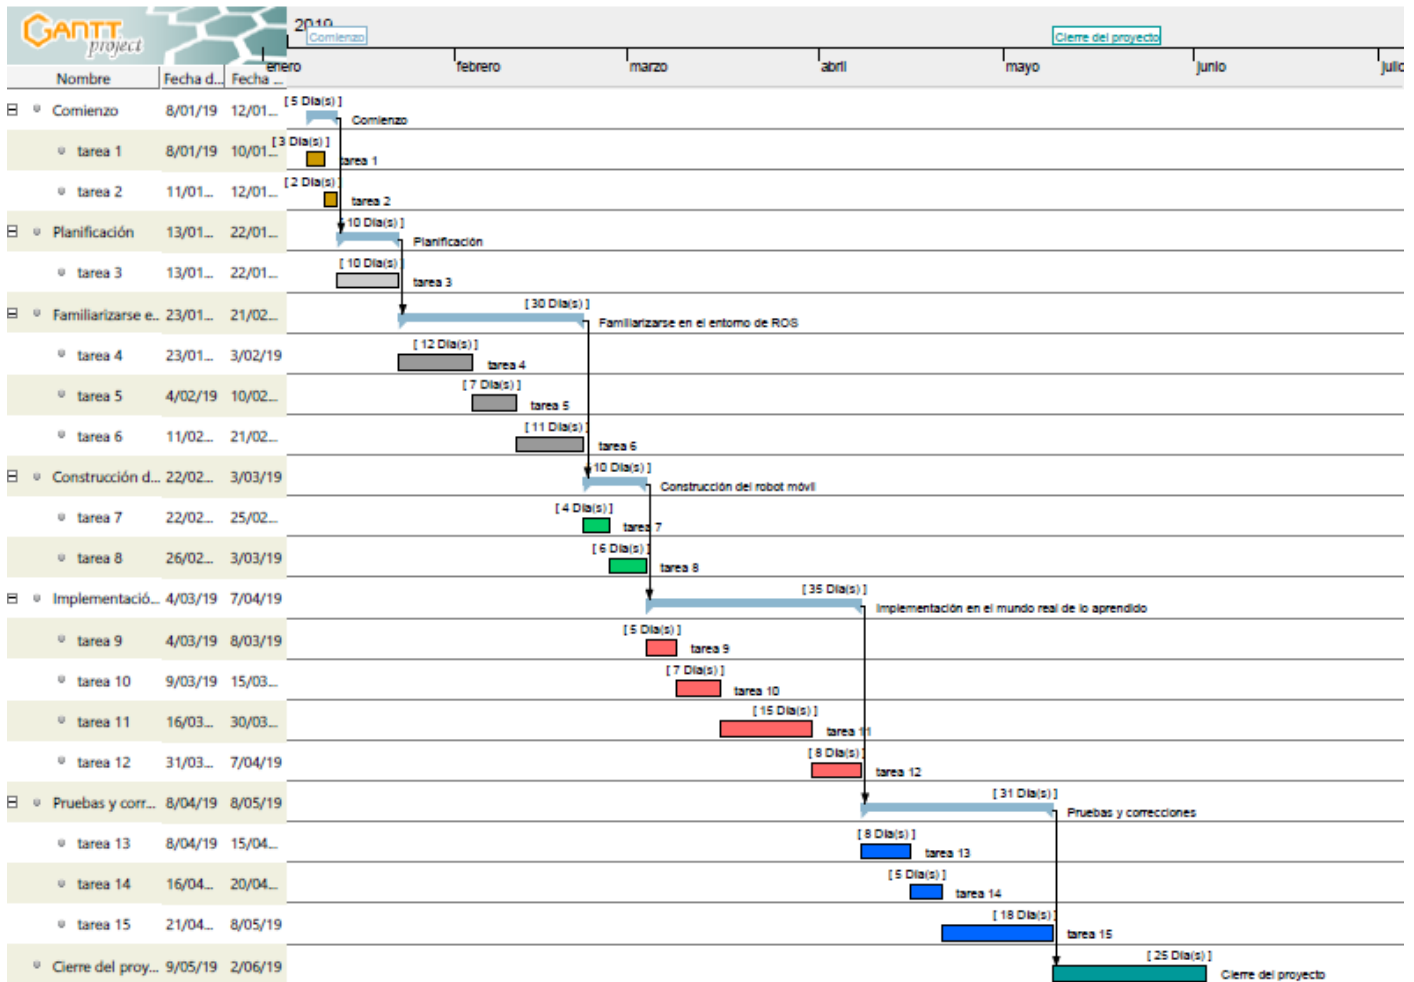 GANTT project
2019
Comienzo
Cierre del proyecto
enero febrero marzo abril mayo junio julio
Nombre Fecha d... Fecha ...
Comienzo 8/01/19 12/01... [ 5 Día(s) ] Comienzo
tarea 1 8/01/19 10/01... [ 3 Día(s) ] tarea 1
tarea 2 11/01... 12/01... [ 2 Día(s) ] tarea 2
Planificación 13/01... 22/01... [ 10 Día(s) ] Planificación
tarea 3 13/01... 22/01... [ 10 Día(s) ] tarea 3
Familiarizarse e... 23/01... 21/02... [ 30 Día(s) ] Familiarizarse en el entorno de ROS
tarea 4 23/01... 3/02/19 [ 12 Día(s) ] tarea 4
tarea 5 4/02/19 10/02... [ 7 Día(s) ] tarea 5
tarea 6 11/02... 21/02... [ 11 Día(s) ] tarea 6
Construcción d... 22/02... 3/03/19 [ 10 Día(s) ] Construcción del robot móvil
tarea 7 22/02... 25/02... [ 4 Día(s) ] tarea 7
tarea 8 26/02... 3/03/19 [ 6 Día(s) ] tarea 8
Implementació... 4/03/19 7/04/19 [ 35 Día(s) ] Implementación en el mundo real de lo aprendido
tarea 9 4/03/19 8/03/19 [ 5 Día(s) ] tarea 9
tarea 10 9/03/19 15/03... [ 7 Día(s) ] tarea 10
tarea 11 16/03... 30/03... [ 15 Día(s) ] tarea 11
tarea 12 31/03... 7/04/19 [ 8 Día(s) ] tarea 12
Pruebas y corr... 8/04/19 8/05/19 [ 31 Día(s) ] Pruebas y correcciones
tarea 13 8/04/19 15/04... [ 8 Día(s) ] tarea 13
tarea 14 16/04... 20/04... [ 5 Día(s) ] tarea 14
tarea 15 21/04... 8/05/19 [ 18 Día(s) ] tarea 15
Cierre del proy... 9/05/19 2/06/19 [ 25 Día(s) ] Cierre del proyecto